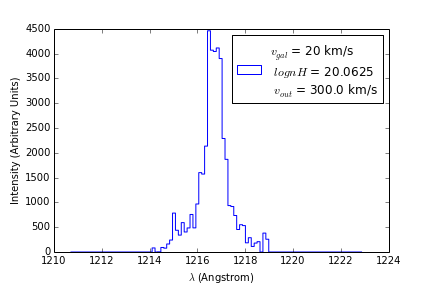 4500
4000
3500
3000
2500
2000
1500
1000
500
0
1210 1212 1214 1216 1218 1220 1222 1224
Intensity (Arbitrary Units)
λ (Angstrom)
v_gal = 20 km/s
lognH = 20.0625
v_out = 300.0 km/s